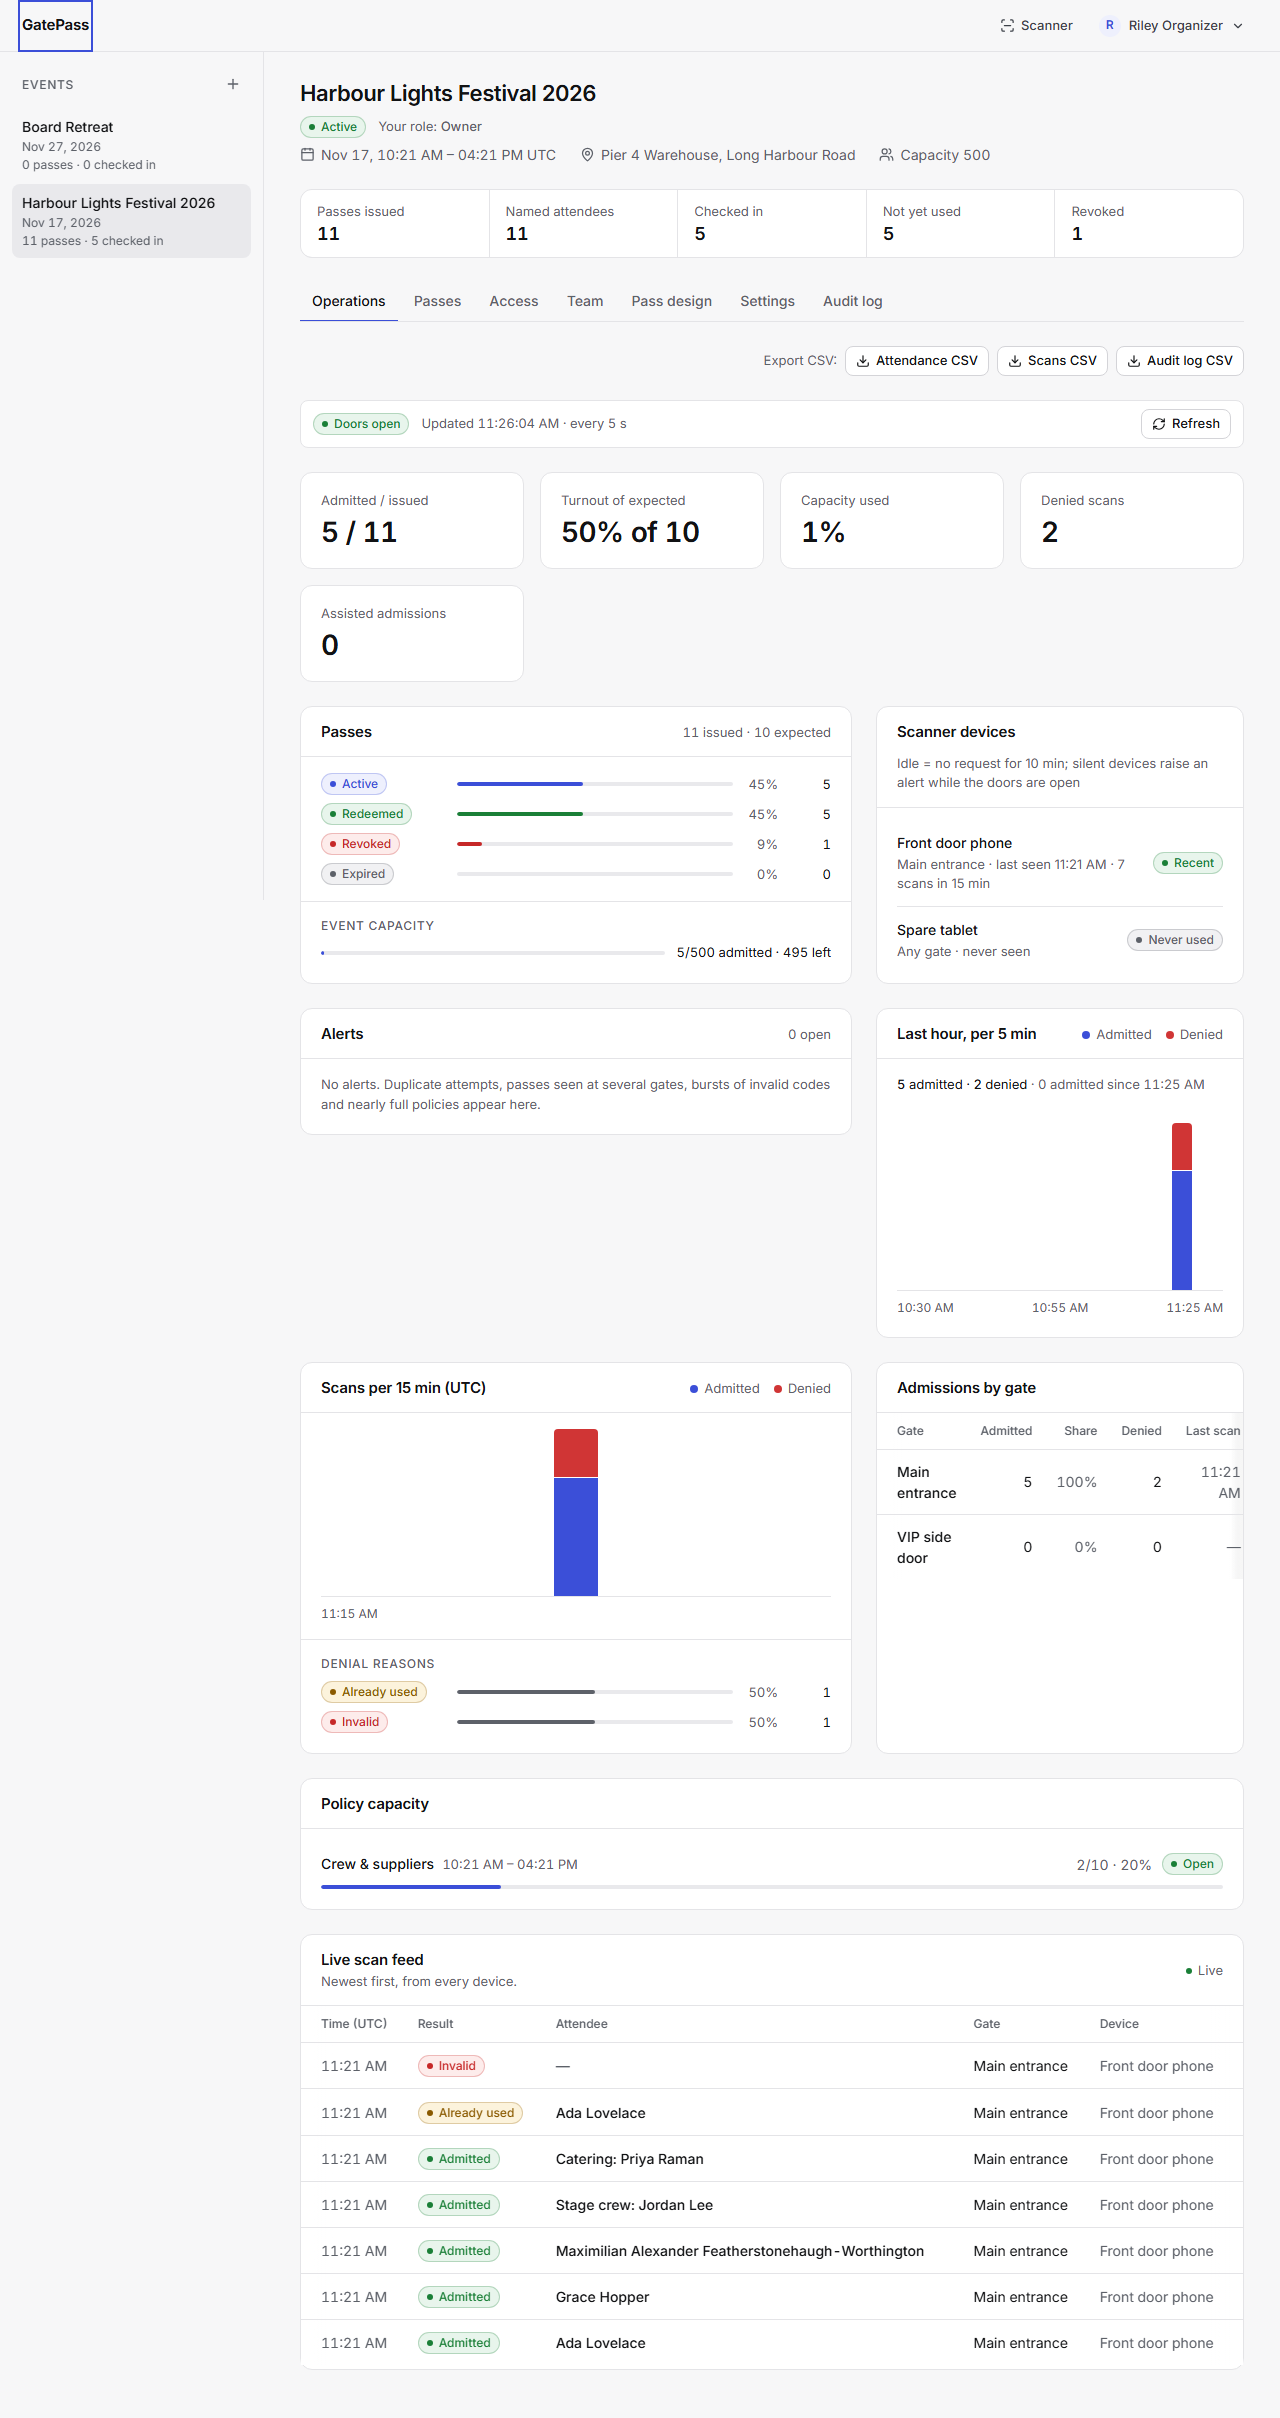 GatePass
Scanner
R
Riley Organizer
EVENTS
Board Retreat
Nov 27, 2026
0 passes · 0 checked in
Harbour Lights Festival 2026
Nov 17, 2026
11 passes · 5 checked in
Harbour Lights Festival 2026
Active
Your role: Owner
Nov 17, 10:21 AM – 04:21 PM UTC
Pier 4 Warehouse, Long Harbour Road
Capacity 500
Passes issued
11
Named attendees
11
Checked in
5
Not yet used
5
Revoked
1
Operations
Passes
Access
Team
Pass design
Settings
Audit log
Export CSV:
Attendance CSV
Scans CSV
Audit log CSV
Doors open
Updated 11:26:04 AM · every 5 s
Refresh
Admitted / issued
5 / 11
Turnout of expected
50% of 10
Capacity used
1%
Denied scans
2
Assisted admissions
0
Passes
11 issued · 10 expected
Active 45% 5
Redeemed 45% 5
Revoked 9% 1
Expired 0% 0
EVENT CAPACITY
5/500 admitted · 495 left
Scanner devices
Idle = no request for 10 min; silent devices raise an
alert while the doors are open
Front door phone
Main entrance · last seen 11:21 AM · 7
scans in 15 min
Recent
Spare tablet
Any gate · never seen
Never used
Alerts
0 open
No alerts. Duplicate attempts, passes seen at several gates, bursts of invalid codes
and nearly full policies appear here.
Last hour, per 5 min
Admitted
Denied
5 admitted · 2 denied · 0 admitted since 11:25 AM
10:30 AM
10:55 AM
11:25 AM
Scans per 15 min (UTC)
Admitted
Denied
11:15 AM
DENIAL REASONS
Already used 50% 1
Invalid 50% 1
Admissions by gate
Gate Admitted Share Denied Last scan
Main
entrance
5 100% 2
11:21
AM
VIP side
door
0 0% 0 —
Policy capacity
Crew & suppliers 10:21 AM – 04:21 PM
2/10 · 20%
Open
Live scan feed
Newest first, from every device.
Live
Time (UTC) Result Attendee Gate Device
11:21 AM Invalid — Main entrance Front door phone
11:21 AM Already used Ada Lovelace Main entrance Front door phone
11:21 AM Admitted Catering: Priya Raman Main entrance Front door phone
11:21 AM Admitted Stage crew: Jordan Lee Main entrance Front door phone
11:21 AM Admitted Maximilian Alexander Featherstonehaugh-Worthington Main entrance Front door phone
11:21 AM Admitted Grace Hopper Main entrance Front door phone
11:21 AM Admitted Ada Lovelace Main entrance Front door phone